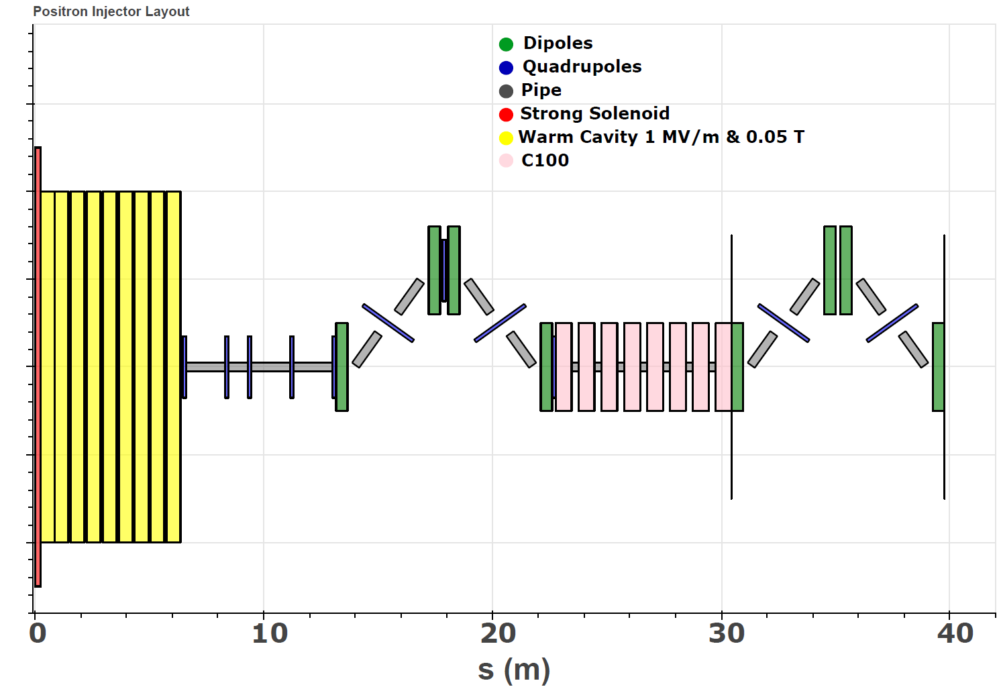 Positron Injector Layout
Dipoles
Quadrupoles
Pipe
Strong Solenoid
Warm Cavity 1 MV/m & 0.05 T
C100
0 10 20 30 40
s (m)